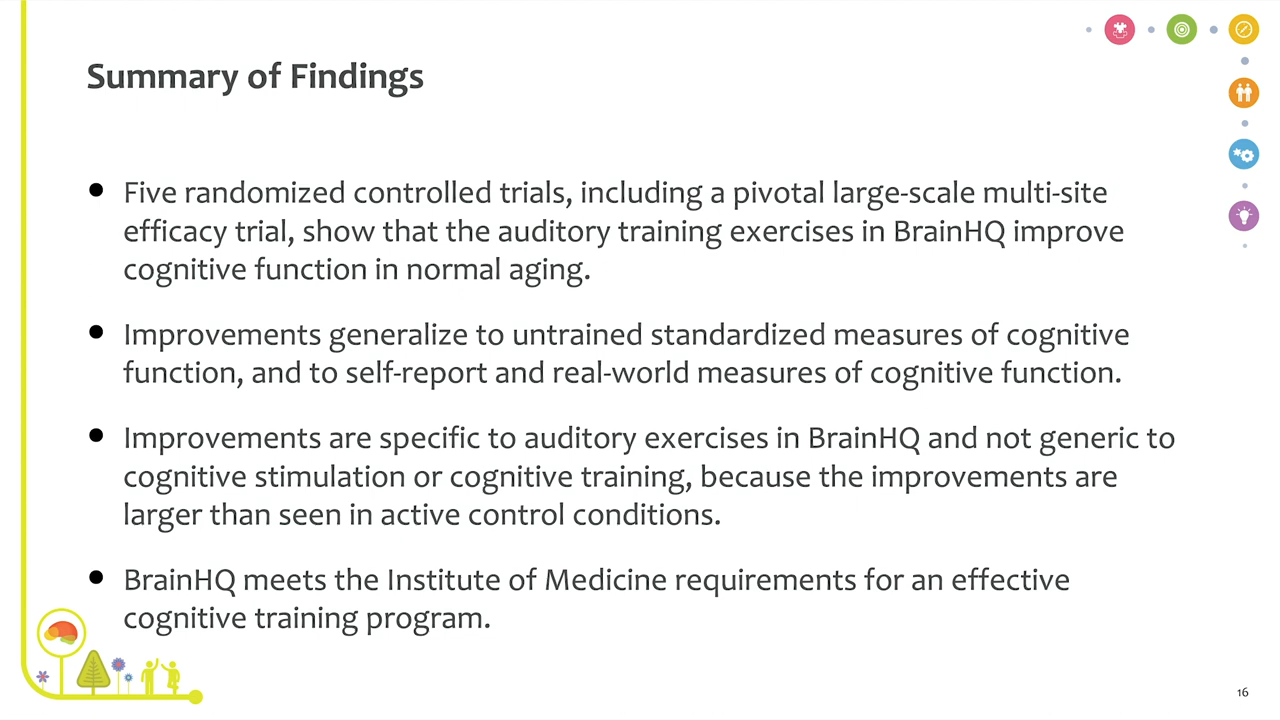 Summary of Findings
• Five randomized controlled trials, including a pivotal large-scale multi-site
efficacy trial, show that the auditory training exercises in BrainHQ improve
cognitive function in normal aging.
• Improvements generalize to untrained standardized measures of cognitive
function, and to self-report and real-world measures of cognitive function.
• Improvements are specific to auditory exercises in BrainHQ and not generic to
cognitive stimulation or cognitive training, because the improvements are
larger than seen in active control conditions.
• BrainHQ meets the Institute of Medicine requirements for an effective
cognitive training program.
16